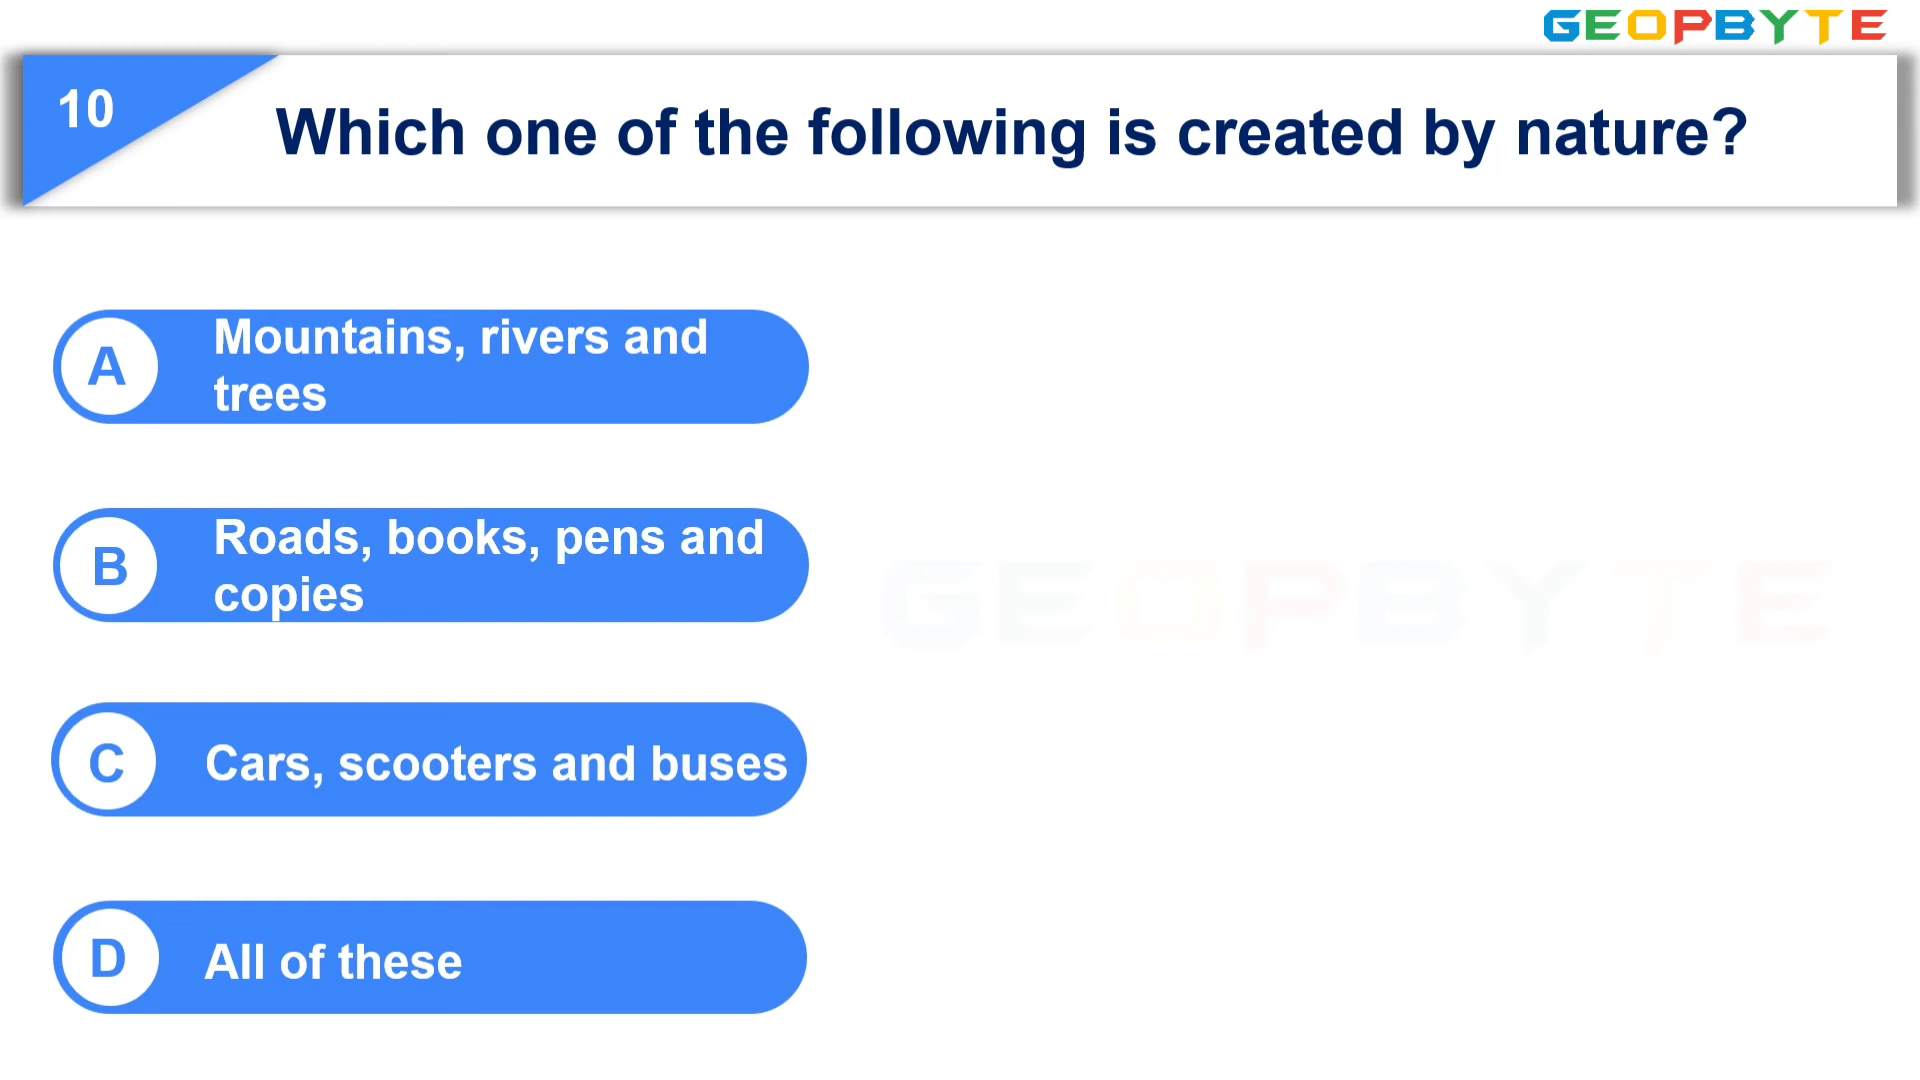 GEOPBYTE
10
Which one of the following is created by nature?
A
Mountains, rivers and
trees
B
Roads, books, pens and
copies
GEOPBYTE
C
Cars, scooters and buses
D
All of these